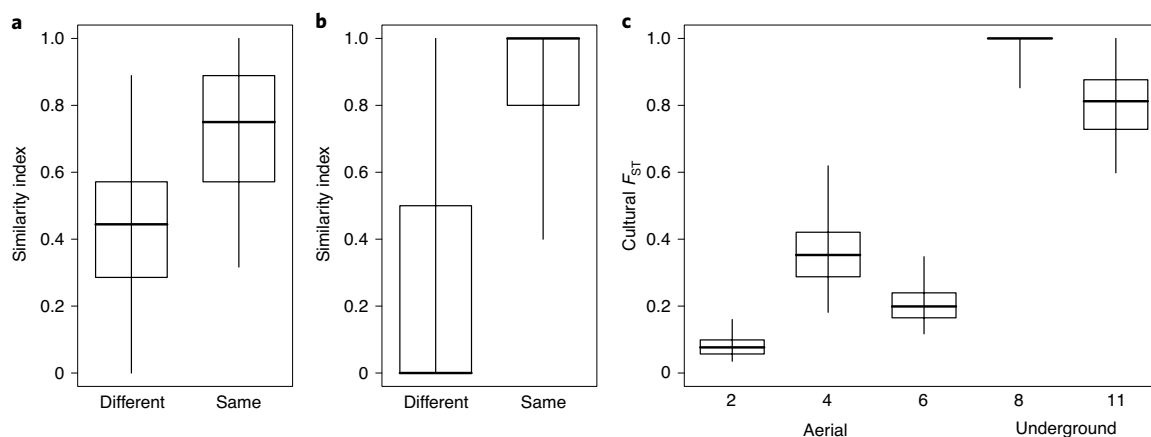 a
1.0
0.8
0.6
0.4
0.2
0
Similarity index
Different Same
b
1.0
0.8
0.6
0.4
0.2
0
Similarity index
Different Same
c
1.0
0.8
0.6
0.4
0.2
0
Cultural FST
2 4 6 8 11
Aerial Underground